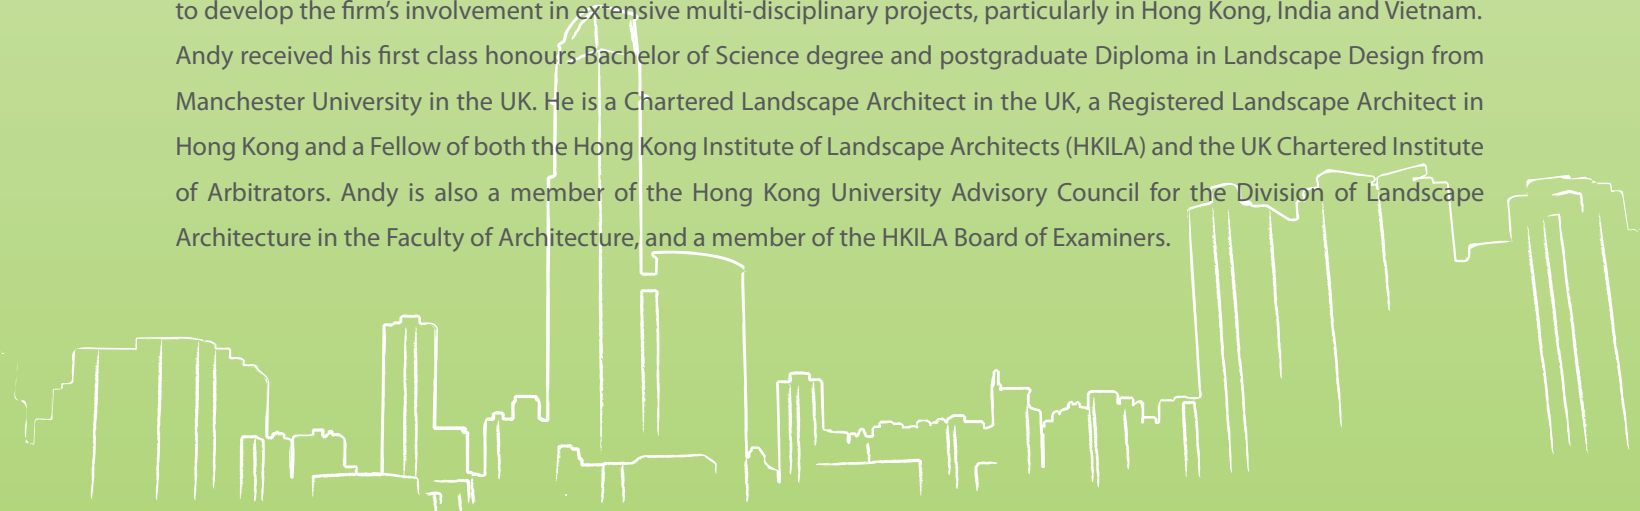 to develop the firm’s involvement in extensive multi-disciplinary projects, particularly in Hong Kong, India and Vietnam.
Andy received his first class honours Bachelor of Science degree and postgraduate Diploma in Landscape Design from
Manchester University in the UK. He is a Chartered Landscape Architect in the UK, a Registered Landscape Architect in
Hong Kong and a Fellow of both the Hong Kong Institute of Landscape Architects (HKILA) and the UK Chartered Institute
of Arbitrators. Andy is also a member of the Hong Kong University Advisory Council for the Division of Landscape
Architecture in the Faculty of Architecture, and a member of the HKILA Board of Examiners.